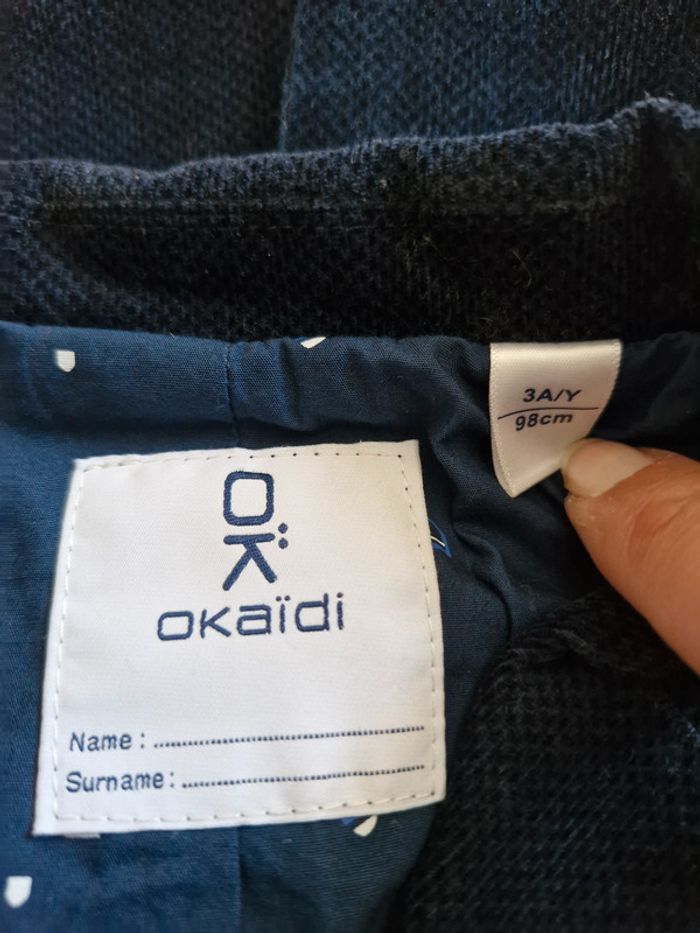 3A/Y
98cm
OK
oKaïdi
Name : ................................
Surname : ................................